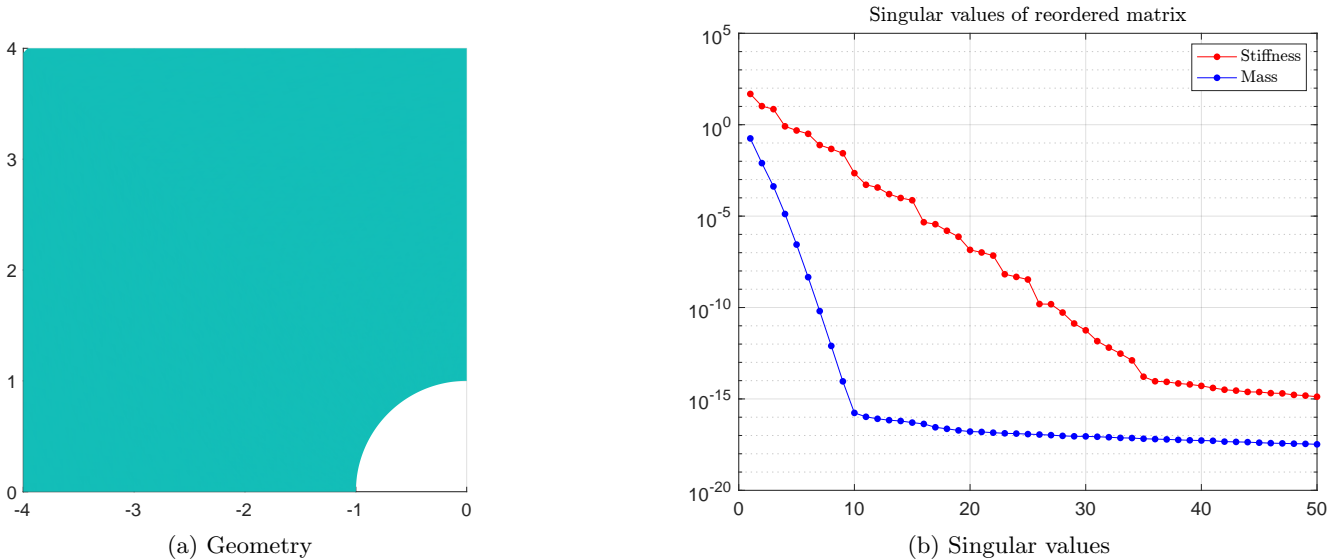 Singular values of reordered matrix
4
3
2
1
0
-4 -3 -2 -1 0
(a) Geometry
10^5
10^0
10^-5
10^-10
10^-15
10^-20
0 10 20 30 40 50
Stiffness
Mass
(b) Singular values